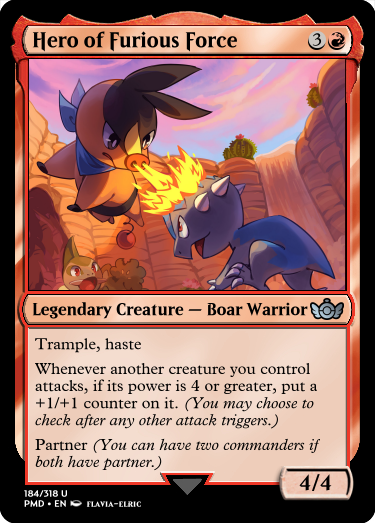 Hero of Furious Force 3
Legendary Creature — Boar Warrior
Trample, haste
Whenever another creature you control
attacks, if its power is 4 or greater, put a
+1/+1 counter on it. (You may choose to
check after any other attack triggers.)
Partner (You can have two commanders if
both have partner.)
4/4
184/318 U
PMD • EN FLAVIA-ELRIC